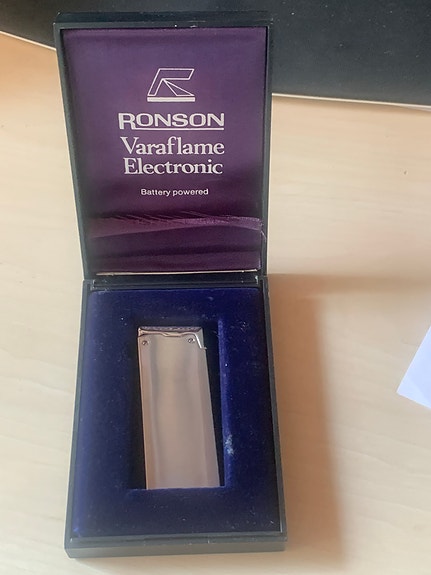 RONSON
Varaflame
Electronic
Battery powered